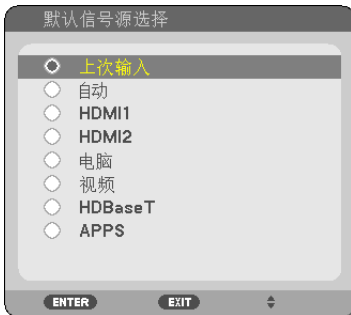 默认信号源选择
上次输入
自动
HDMI1
HDMI2
电脑
视频
HDBaseT
APPS
ENTER EXIT